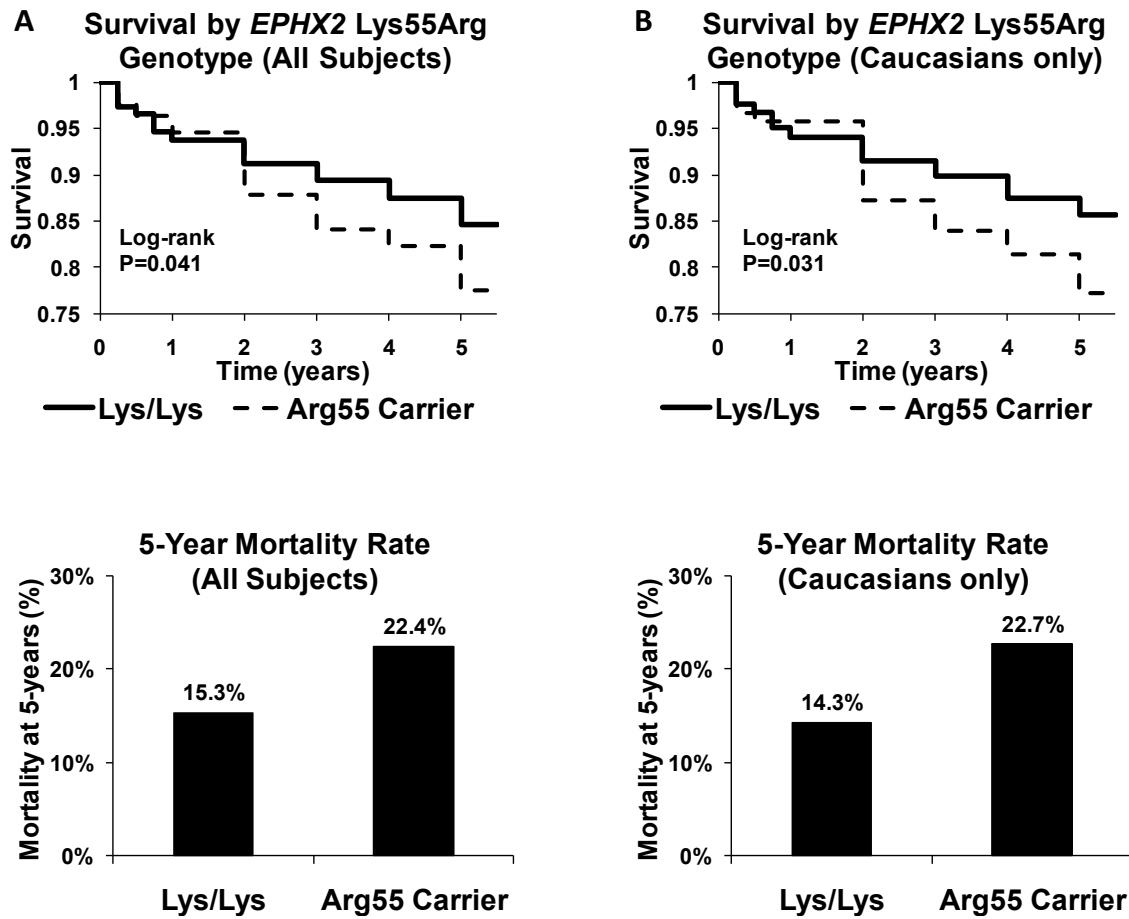 A
Survival by EPHX2 Lys55Arg
Genotype (All Subjects)
1
0.95
0.9
0.85
0.8
0.75
Survival
Log-rank
P=0.041
0 1 2 3 4 5
Time (years)
Lys/Lys Arg55 Carrier
B
Survival by EPHX2 Lys55Arg
Genotype (Caucasians only)
1
0.95
0.9
0.85
0.8
0.75
Survival
Log-rank
P=0.031
0 1 2 3 4 5
Time (years)
Lys/Lys Arg55 Carrier
5-Year Mortality Rate
(All Subjects)
30%
20%
10%
0%
Mortality at 5-years (%)
15.3%
22.4%
Lys/Lys Arg55 Carrier
5-Year Mortality Rate
(Caucasians only)
30%
20%
10%
0%
Mortality at 5-years (%)
14.3%
22.7%
Lys/Lys Arg55 Carrier